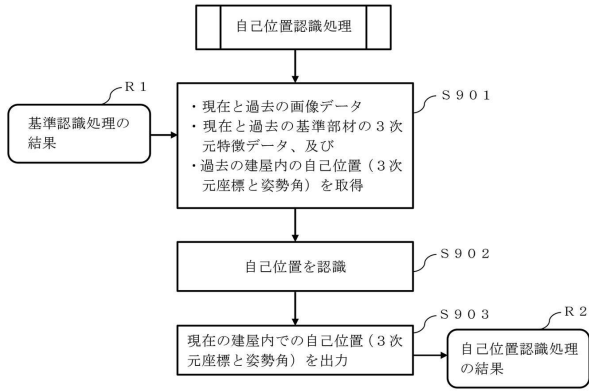 自己位置認識処理
R1
基準認識処理の
結果
S901
・現在と過去の画像データ
・現在と過去の基準部材の3次
元特徴データ、及び
・過去の建屋内の自己位置(3次
元座標と姿勢角)を取得
自己位置を認識
S902
S903
現在の建屋内での自己位置(3次
元座標と姿勢角)を出力
R2
自己位置認識処理
の結果